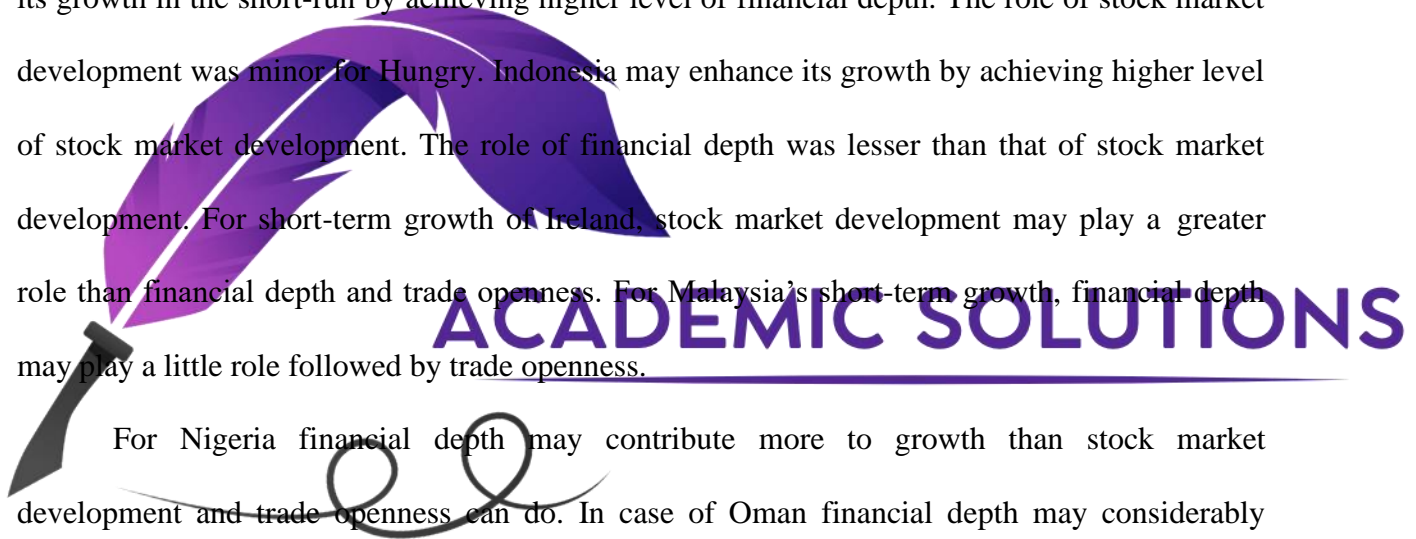 its growth in the short-run by achieving higher level of financial depth. The role of stock market
development was minor for Hungry. Indonesia may enhance its growth by achieving higher level
of stock market development. The role of financial depth was lesser than that of stock market
development. For short-term growth of Ireland, stock market development may play a greater
role than financial depth and trade openness. For Malaysia’s short-term growth, financial depth
ACADEMIC SOLUTIONS
may play a little role followed by trade openness.
For Nigeria financial depth may contribute more to growth than stock market
development and trade openness can do. In case of Oman financial depth may considerably